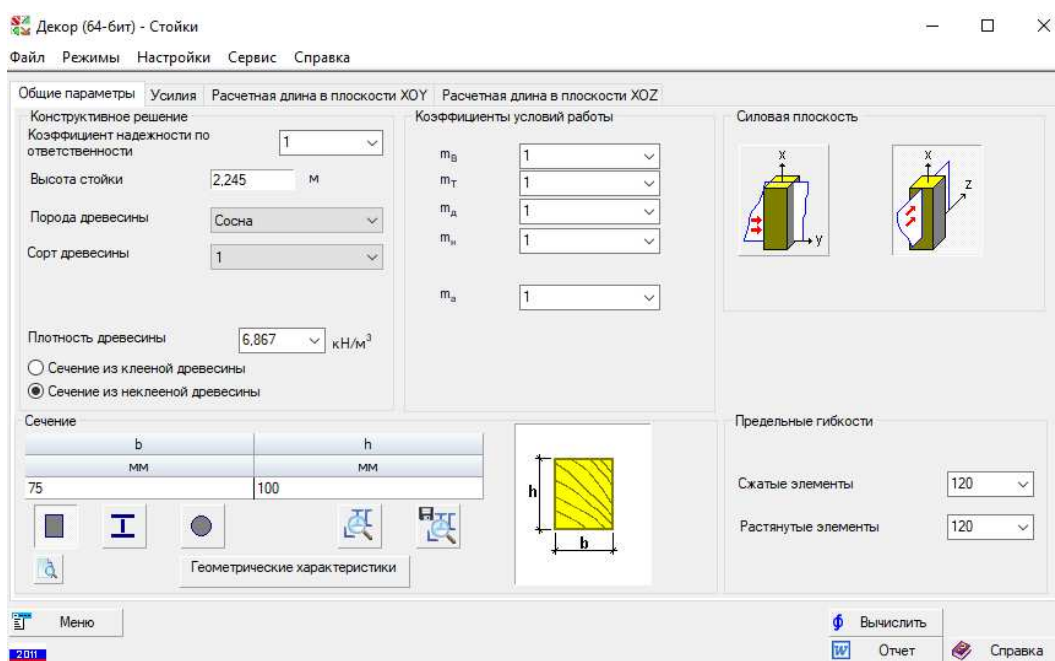 Декор (64-бит) - Стойки
Файл Режимы Настройки Сервис Справка
Общие параметры Усилия Расчетная длина в плоскости XOY Расчетная длина в плоскости XOZ
Конструктивное решение
Коэффициент надежности по ответственности 1
Высота стойки 2,245 м
Порода древесины Сосна
Сорт древесины 1
Плотность древесины 6,867 кН/м³
Сечение из клееной древесины
Сечение из неклееной древесины
Коэффициенты условий работы
mВ 1
mТ 1
mд 1
mн 1
mа 1
Силовая плоскость
X
y
X
Z
Сечение
b h
мм мм
75 100
Геометрические характеристики
h
b
Предельные гибкости
Сжатые элементы 120
Растянутые элементы 120
Меню
Вычислить
2011
Отчет
Справка